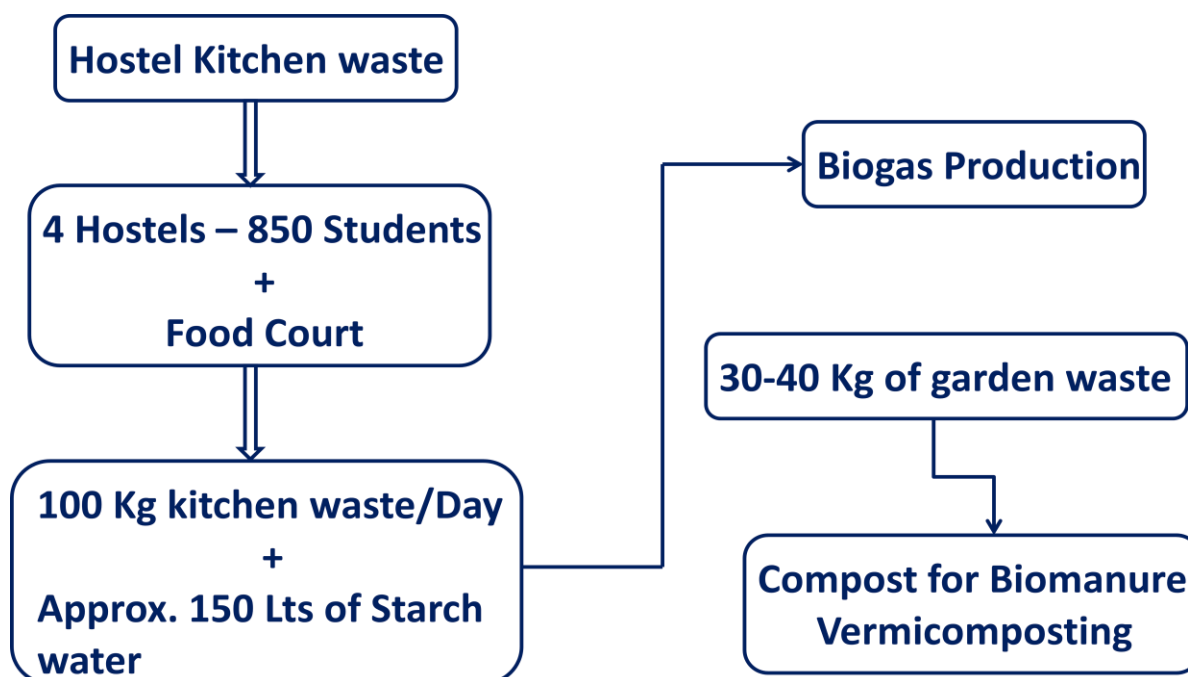 Hostel Kitchen waste
4 Hostels – 850 Students
+
Food Court
100 Kg kitchen waste/Day
+
Approx. 150 Lts of Starch
water
Biogas Production
30-40 Kg of garden waste
Compost for Biomanure
Vermicomposting